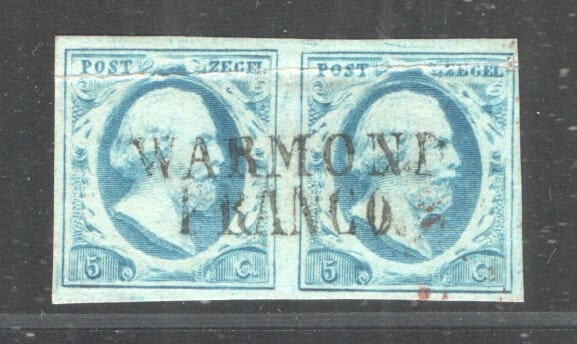 POST ZEGEL POST ZEGEL
WARMOND
FRANCO
5 C. 5 C.